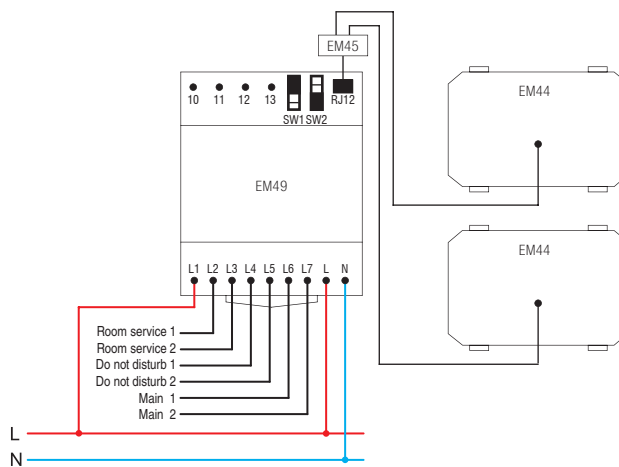 EM45
10 11 12 13 RJ12
SW1 SW2
EM44
EM49
EM44
L1 L2 L3 L4 L5 L6 L7 L N
Room service 1
Room service 2
Do not disturb 1
Do not disturb 2
Main 1
Main 2
L
N